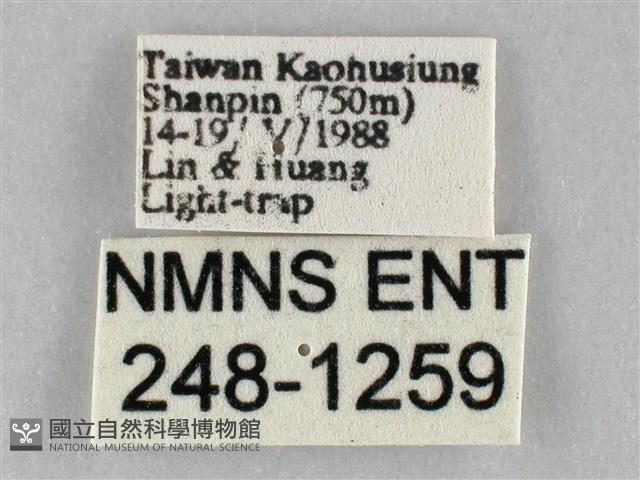 Taiwan Kaohusiung
Shanpin (750m)
14-19/ V/1988
Lin & Huang
Light-trap
NMNS ENT
248-1259
國立自然科學博物館
NATIONAL MUSEUM OF NATURAL SCIENCE